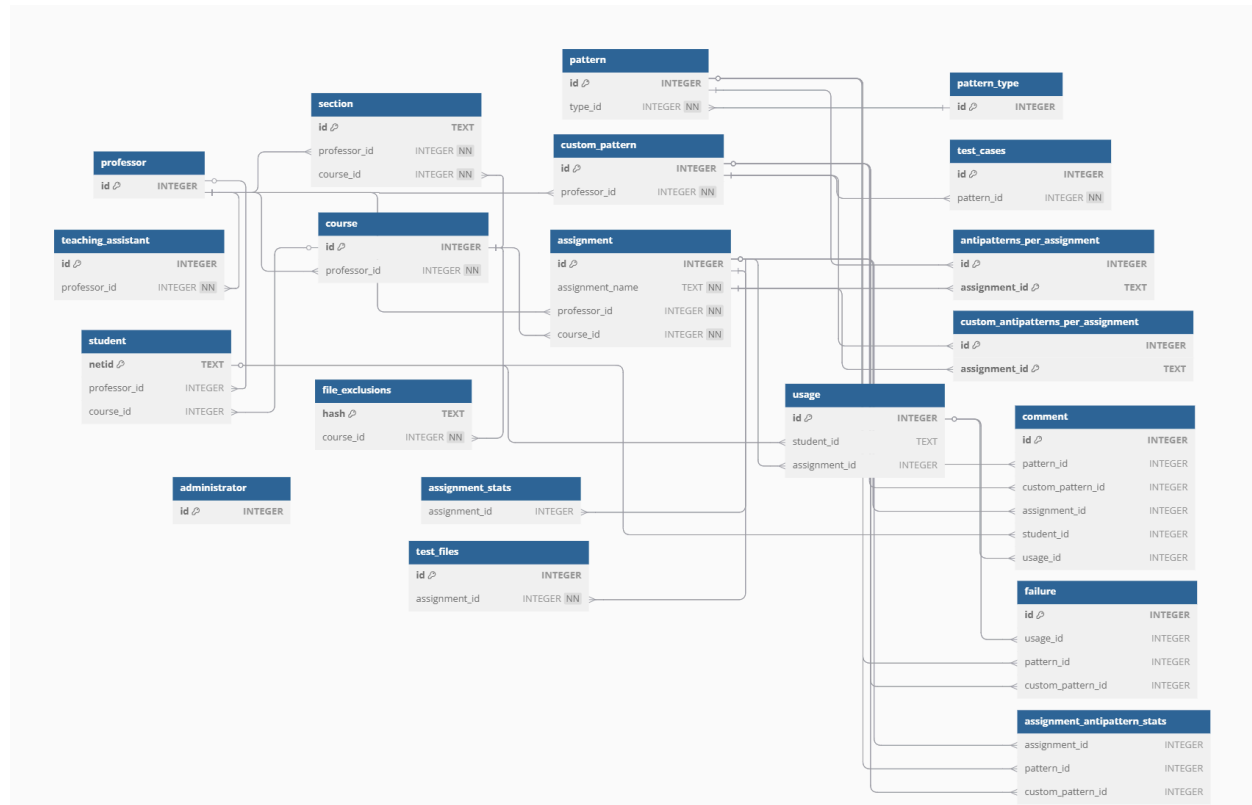 pattern
id INTEGER
type_id INTEGER NN
pattern_type
id INTEGER
section
id TEXT
professor_id INTEGER NN
course_id INTEGER NN
custom_pattern
id INTEGER
professor_id INTEGER NN
test_cases
id INTEGER
pattern_id INTEGER NN
professor
id INTEGER
teaching_assistant
id INTEGER
professor_id INTEGER NN
course
id INTEGER
professor_id INTEGER NN
assignment
id INTEGER
assignment_name TEXT NN
professor_id INTEGER NN
course_id INTEGER NN
antipatterns_per_assignment
id INTEGER
assignment_id TEXT
custom_antipatterns_per_assignment
id INTEGER
assignment_id TEXT
student
netid TEXT
professor_id INTEGER
course_id INTEGER
file_exclusions
hash TEXT
course_id INTEGER NN
usage
id INTEGER
student_id TEXT
assignment_id INTEGER
comment
id INTEGER
pattern_id INTEGER
custom_pattern_id INTEGER
assignment_id INTEGER
student_id INTEGER
usage_id INTEGER
administrator
id INTEGER
assignment_stats
assignment_id INTEGER
test_files
id INTEGER
assignment_id INTEGER NN
failure
id INTEGER
usage_id INTEGER
pattern_id INTEGER
custom_pattern_id INTEGER
assignment_antipattern_stats
assignment_id INTEGER
pattern_id INTEGER
custom_pattern_id INTEGER